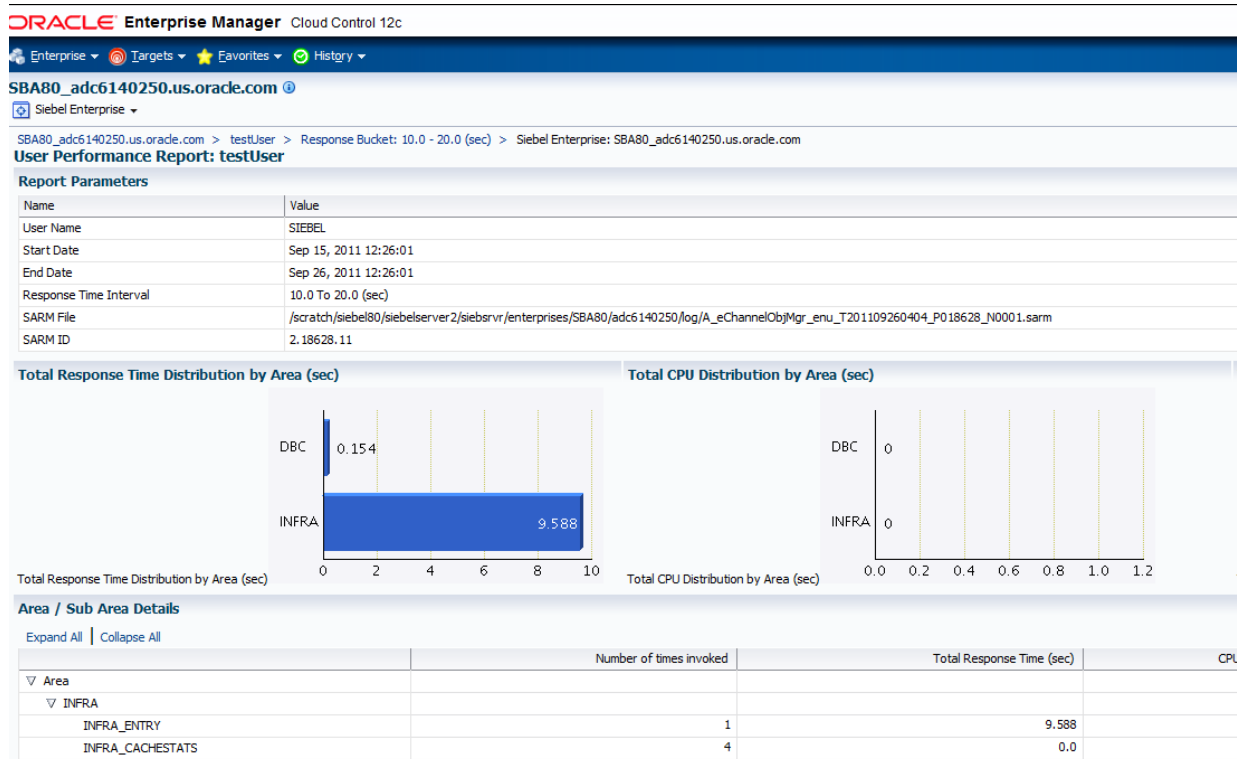 ORACLE Enterprise Manager Cloud Control 12c
Enterprise Targets Favorites History
SBA80_adc6140250.us.oracle.com
Siebel Enterprise
SBA80_adc6140250.us.oracle.com > testUser > Response Bucket: 10.0 - 20.0 (sec) > Siebel Enterprise: SBA80_adc6140250.us.oracle.com
User Performance Report: testUser
Report Parameters
Name Value
User Name SIEBEL
Start Date Sep 15, 2011 12:26:01
End Date Sep 26, 2011 12:26:01
Response Time Interval 10.0 To 20.0 (sec)
SARM File /scratch/siebel80/siebelserver2/siebsrvr/enterprises/SBA80/adc6140250/log/A_eChannelObjMgr_enu_T201109260404_P018628_N0001.sarm
SARM ID 2.18628.11
Total Response Time Distribution by Area (sec)
DBC 0.154
INFRA 9.588
0 2 4 6 8 10
Total Response Time Distribution by Area (sec)
Total CPU Distribution by Area (sec)
DBC 0
INFRA 0
0.0 0.2 0.4 0.6 0.8 1.0 1.2
Total CPU Distribution by Area (sec)
Area / Sub Area Details
Expand All | Collapse All
Number of times invoked Total Response Time (sec) CPU
Area
INFRA
INFRA_ENTRY 1 9.588
INFRA_CACHESTATS 4 0.0